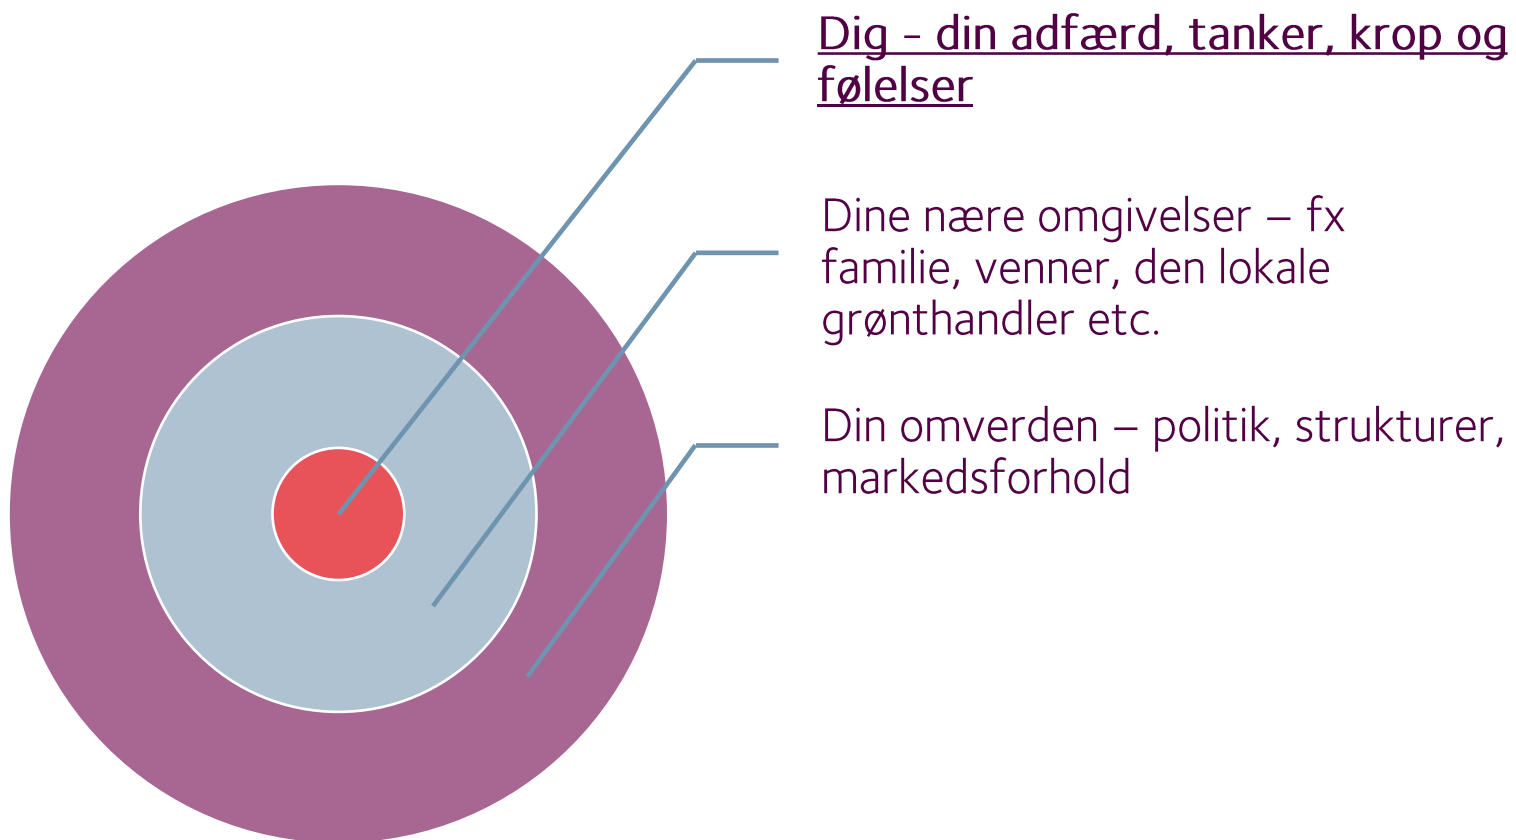 Dig - din adfærd, tanker, krop og
følelser
Dine nære omgivelser – fx
familie, venner, den lokale
grønthandler etc.
Din omverden – politik, strukturer,
markedsforhold